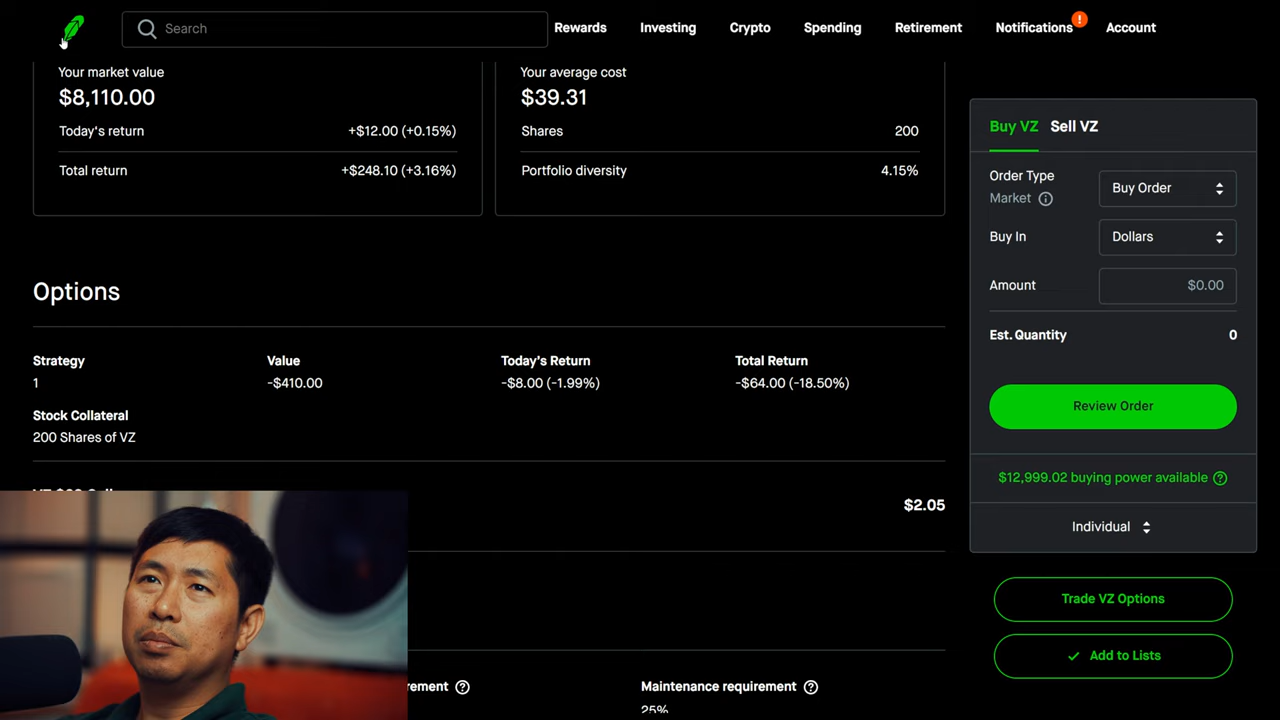 Search
Rewards
Investing
Crypto
Spending
Retirement
Notifications
!
Account
Your market value
$8,110.00
Today's return +$12.00 (+0.15%)
Total return +$248.10 (+3.16%)
Your average cost
$39.31
Shares 200
Portfolio diversity 4.15%
Options
Strategy Value Today's Return Total Return
1 -$410.00 -$8.00 (-1.99%) -$64.00 (-18.50%)
Stock Collateral
200 Shares of VZ
$2.05
Maintenance requirement ?
25%
Buy VZ Sell VZ
Order Type
Market
Buy Order
Buy In Dollars
Amount $0.00
Est. Quantity 0
Review Order
$12,999.02 buying power available ?
Individual
Trade VZ Options
Add to Lists